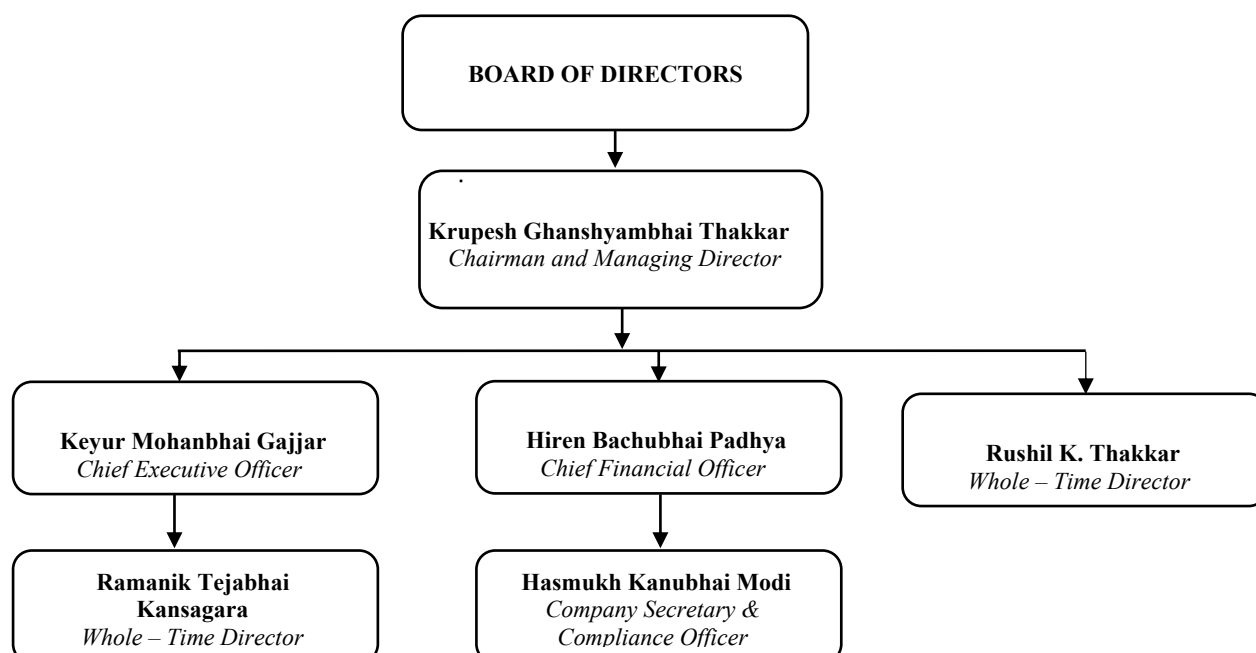 BOARD OF DIRECTORS
Krupesh Ghanshyambhai Thakkar
Chairman and Managing Director
Keyur Mohanbhai Gajjar
Chief Executive Officer
Hiren Bachubhai Padhya
Chief Financial Officer
Rushil K. Thakkar
Whole – Time Director
Ramanik Tejabhai
Kansagara
Whole – Time Director
Hasmukh Kanubhai Modi
Company Secretary &
Compliance Officer